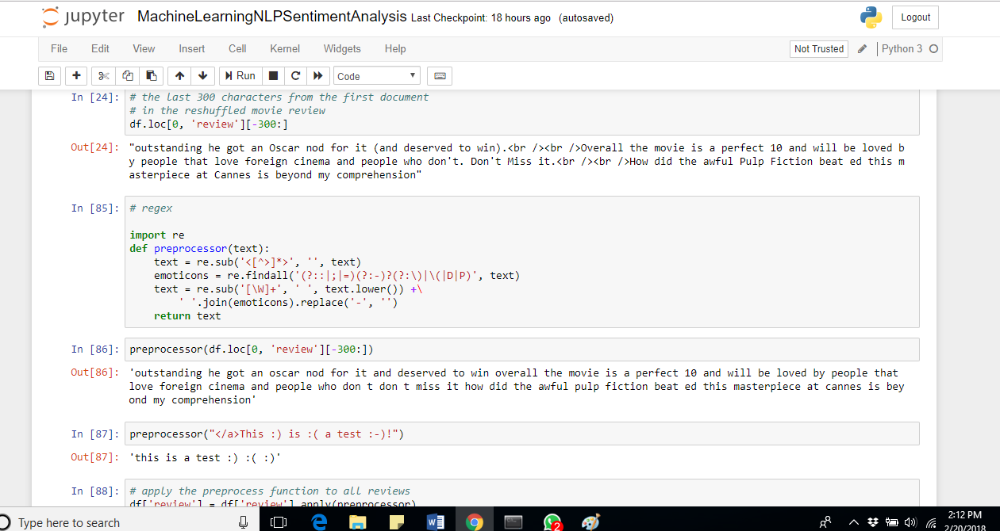 jupyter MachineLearningNLPSentimentAnalysis Last Checkpoint: 18 hours ago (autosaved) Logout
File Edit View Insert Cell Kernel Widgets Help Not Trusted Python 3
Run Code
In [24]: # the last 300 characters from the first document
# in the reshuffled movie review
df.loc[0, 'review'][-300:]
Out[24]: "outstanding he got an Oscar nod for it (and deserved to win).<br /><br />Overall the movie is a perfect 10 and will be loved b
y people that love foreign cinema and people who don't. Don't Miss it.<br /><br />How did the awful Pulp Fiction beat ed this m
asterpiece at Cannes is beyond my comprehension"
In [85]: # regex
import re
def preprocessor(text):
text = re.sub('<[^>]*>', '', text)
emoticons = re.findall('(?::|;|=)(?:-)?(?:\)|\(|D|P)', text)
text = re.sub('[\W]+', ' ', text.lower()) +\
' '.join(emoticons).replace('-', '')
return text
In [86]: preprocessor(df.loc[0, 'review'][-300:])
Out[86]: 'outstanding he got an oscar nod for it and deserved to win overall the movie is a perfect 10 and will be loved by people that
love foreign cinema and people who don t don t miss it how did the awful pulp fiction beat ed this masterpiece at cannes is bey
ond my comprehension'
In [87]: preprocessor("</a>This :) is :( a test :-)!")
Out[87]: 'this is a test :) :( :)'
In [88]: # apply the preprocess function to all reviews
df['review'] = df['review'].apply(preprocessor)
Type here to search 2 2:12 PM
2/20/2018